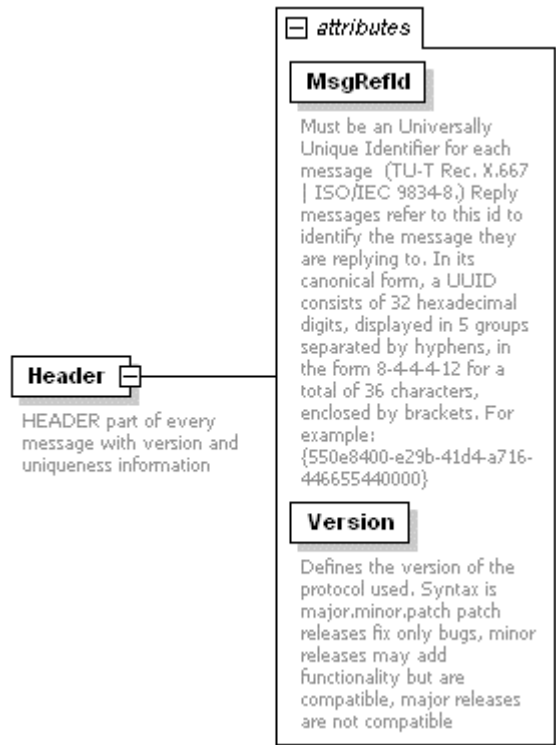 attributes
MsgRefId
Must be an Universally
Unique Identifier for each
message (TU-T Rec. X.667
| ISO/IEC 9834-8.) Reply
messages refer to this id to
identify the message they
are replying to. In its
canonical form, a UUID
consists of 32 hexadecimal
digits, displayed in 5 groups
separated by hyphens, in
the form 8-4-4-4-12 for a
total of 36 characters,
enclosed by brackets. For
example:
{550e8400-e29b-41d4-a716-
446655440000}
Header
HEADER part of every
message with version and
uniqueness information
Version
Defines the version of the
protocol used. Syntax is
major.minor.patch patch
releases fix only bugs, minor
releases may add
functionality but are
compatible, major releases
are not compatible